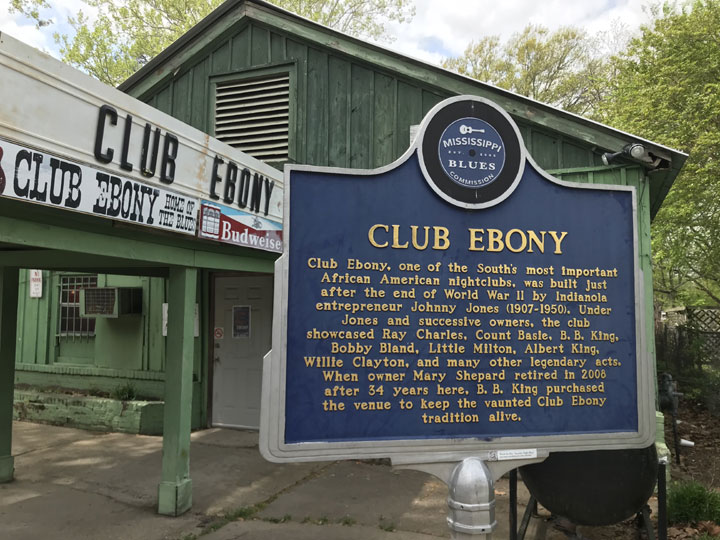 CLUB EBONY
CLUB EBONY HOME OF THE BLUES
Budweise
MISSISSIPPI
BLUES
COMMISSION
CLUB EBONY
Club Ebony, one of the South's most important
African American nightclubs, was built just
after the end of World War II by Indianola
entrepreneur Johnny Jones (1907-1950). Under
Jones and successive owners, the club
showcased Ray Charles, Count Basie, B. B. King,
Bobby Bland, Little Milton, Albert King,
Willie Clayton, and many other legendary acts.
When owner Mary Shepard retired in 2008
after 34 years here, B. B. King purchased
the venue to keep the vaunted Club Ebony
tradition alive.